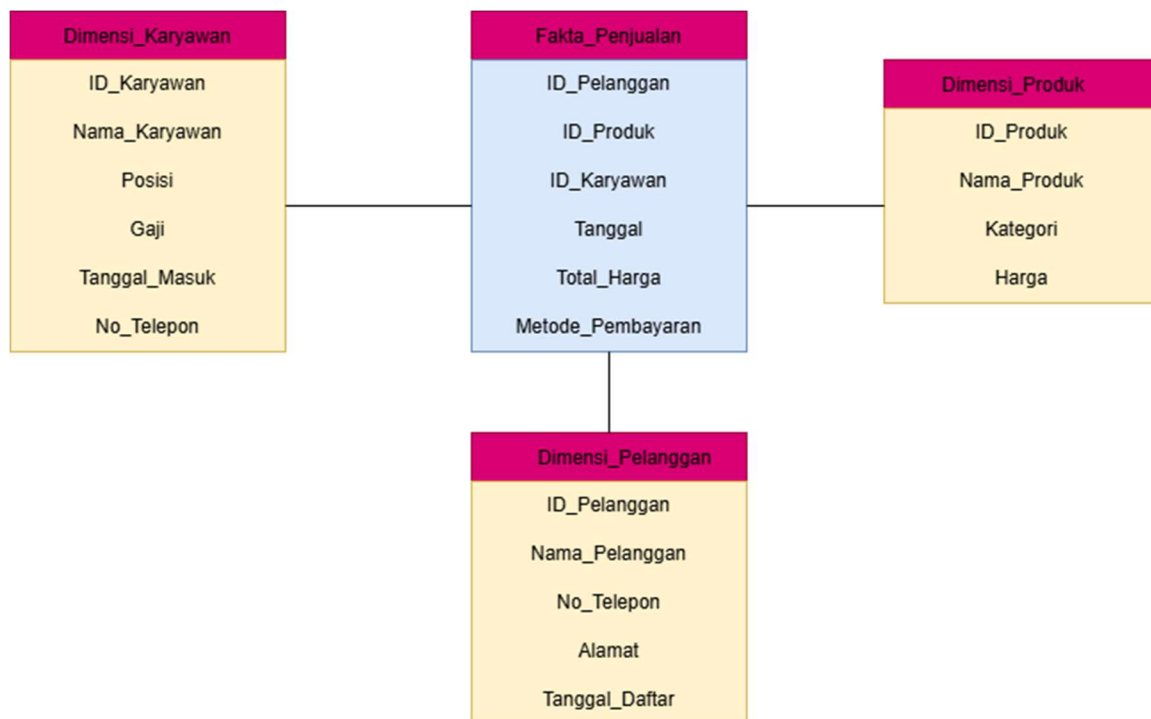 Dimensi_Karyawan
ID_Karyawan
Nama_Karyawan
Posisi
Gaji
Tanggal_Masuk
No_Telepon
Fakta_Penjualan
ID_Pelanggan
ID_Produk
ID_Karyawan
Tanggal
Total_Harga
Metode_Pembayaran
Dimensi_Produk
ID_Produk
Nama_Produk
Kategori
Harga
Dimensi_Pelanggan
ID_Pelanggan
Nama_Pelanggan
No_Telepon
Alamat
Tanggal_Daftar